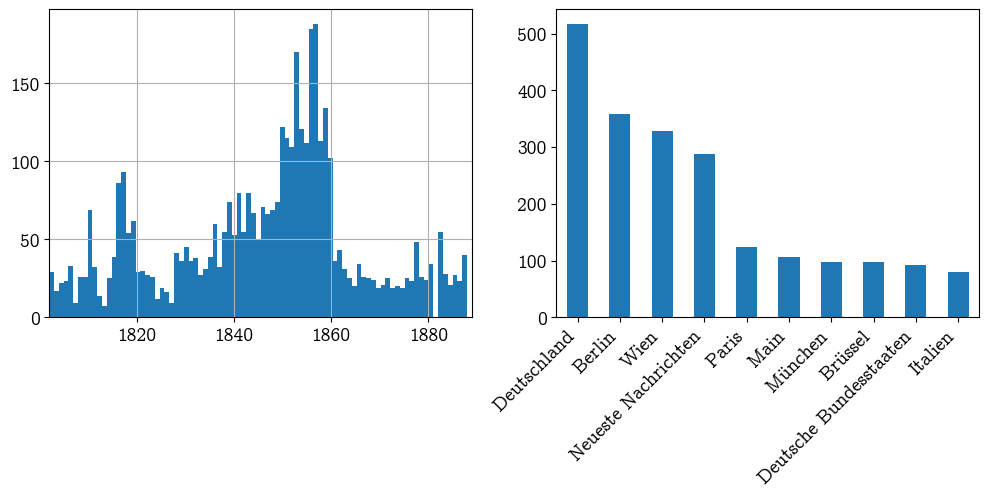 150
100
50
0
1820 1840 1860 1880
500
400
300
200
100
0
Deutschland
Berlin
Wien
Neueste Nachrichten
Paris
Main
München
Brüssel
Deutsche Bundesstaaten
Italien